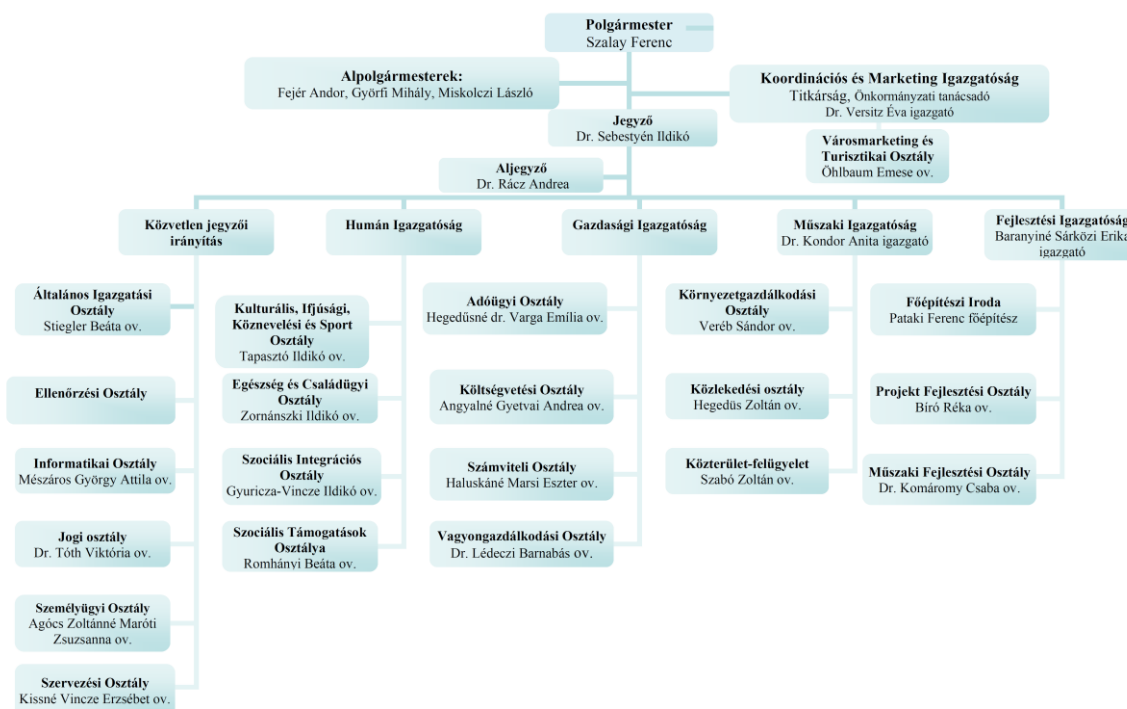 Polgármester
Szalay Ferenc
Alpolgármesterek:
Fejér Andor, Györfi Mihály, Miskolczi László
Koordinációs és Marketing Igazgatóság
Titkárság, Önkormányzati tanácsadó
Dr. Versitz Éva igazgató
Jegyző
Dr. Sebestyén Ildikó
Városmarketing és
Turisztikai Osztály
Öhlbaum Emese ov.
Aljegyző
Dr. Rácz Andrea
Közvetlen jegyzői
irányítás
Általános Igazgatási
Osztály
Stiegler Beáta ov.
Ellenőrzési Osztály
Informatikai Osztály
Mészáros György Attila ov.
Jogi osztály
Dr. Tóth Viktória ov.
Személyügyi Osztály
Agócs Zoltánné Maróti
Zsuzsanna ov.
Szervezési Osztály
Kissné Vincze Erzsébet ov.
Humán Igazgatóság
Kulturális, Ifjúsági,
Köznevelési és Sport
Osztály
Tapasztó Ildikó ov.
Egészség és Családügyi
Osztály
Zornánszki Ildikó ov.
Szociális Integrációs
Osztály
Gyuricza-Vincze Ildikó ov.
Szociális Támogatások
Osztálya
Romhányi Beáta ov.
Gazdasági Igazgatóság
Adóügyi Osztály
Hegedűsné dr. Varga Emília ov.
Költségvetési Osztály
Angyalné Gyetvai Andrea ov.
Számviteli Osztály
Haluskáné Marsi Eszter ov.
Vagyongazdálkodási Osztály
Dr. Lédeczi Barnabás ov.
Műszaki Igazgatóság
Dr. Kondor Anita igazgató
Környezetgazdálkodási
Osztály
Veréb Sándor ov.
Közlekedési osztály
Hegedüs Zoltán ov.
Közterület-felügyelet
Szabó Zoltán ov.
Fejlesztési Igazgatóság
Baranyiné Sárközi Erika
igazgató
Főépítészi Iroda
Pataki Ferenc főépítész
Projekt Fejlesztési Osztály
Bíró Réka ov.
Műszaki Fejlesztési Osztály
Dr. Komáromy Csaba ov.